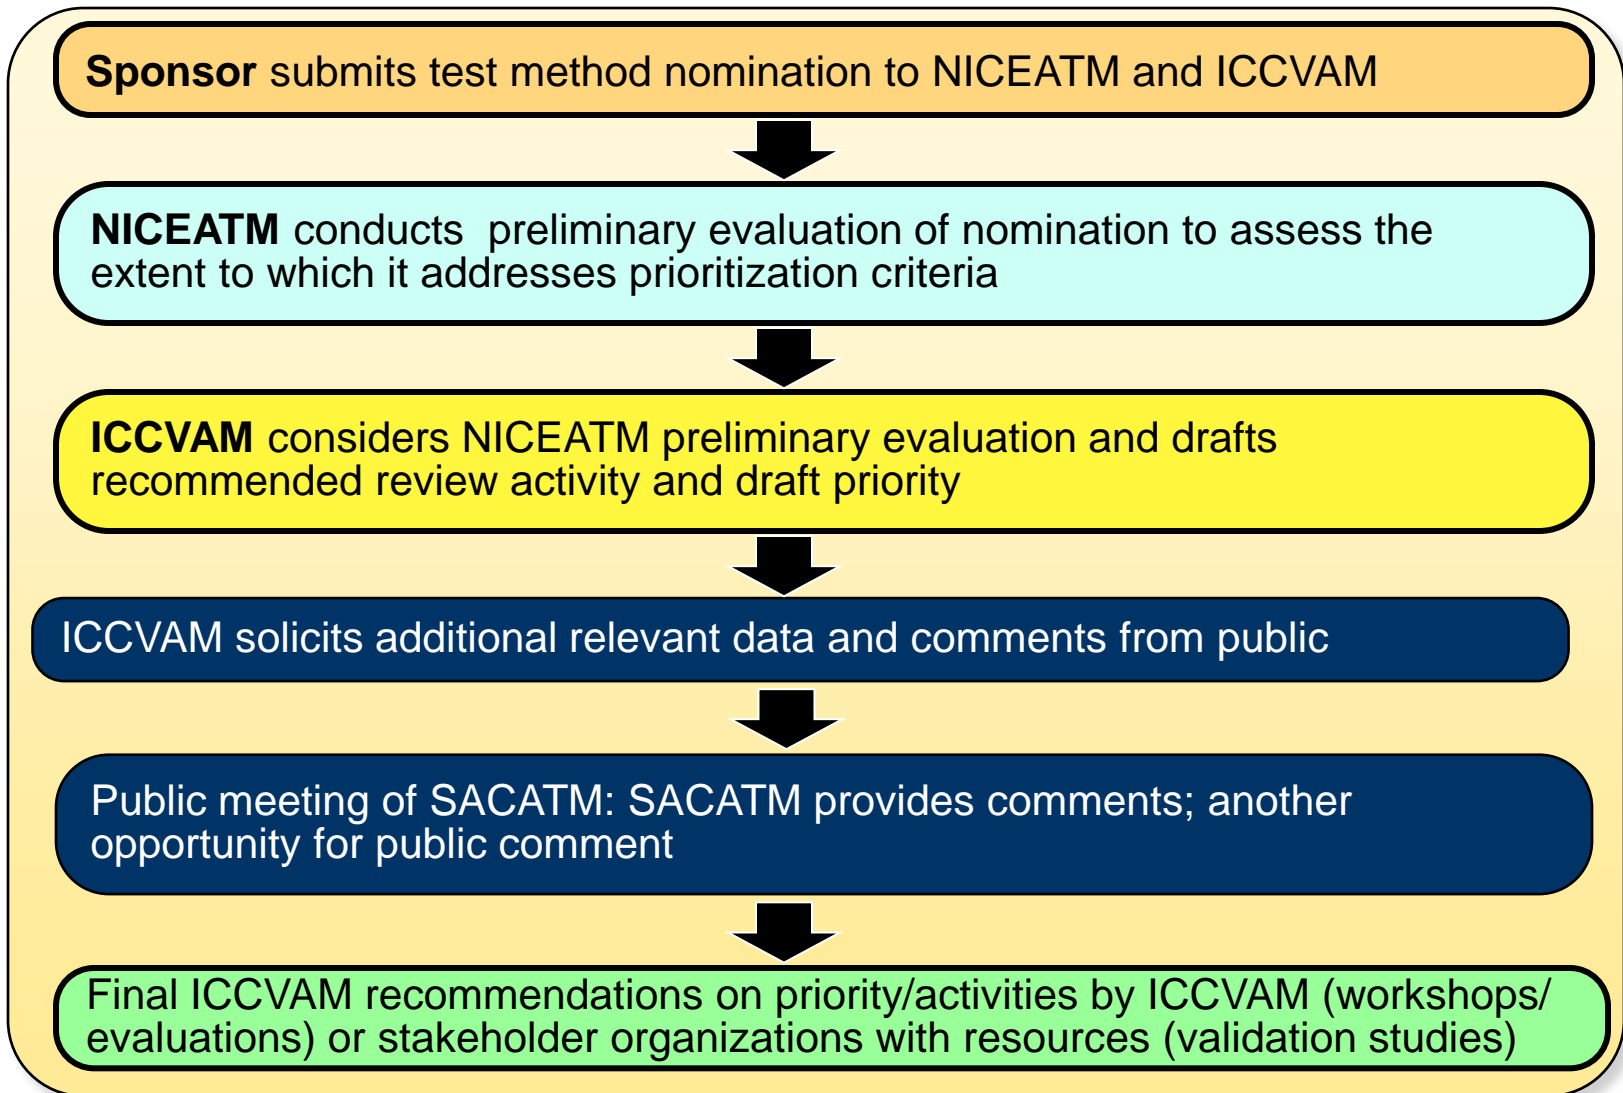 Sponsor submits test method nomination to NICEATM and ICCVAM
NICEATM conducts  preliminary evaluation of nomination to assess the
extent to which it addresses prioritization criteria
ICCVAM considers NICEATM preliminary evaluation and drafts
recommended review activity and draft priority
ICCVAM solicits additional relevant data and comments from public
Public meeting of SACATM: SACATM provides comments; another
opportunity for public comment
Final ICCVAM recommendations on priority/activities by ICCVAM (workshops/
evaluations) or stakeholder organizations with resources (validation studies)